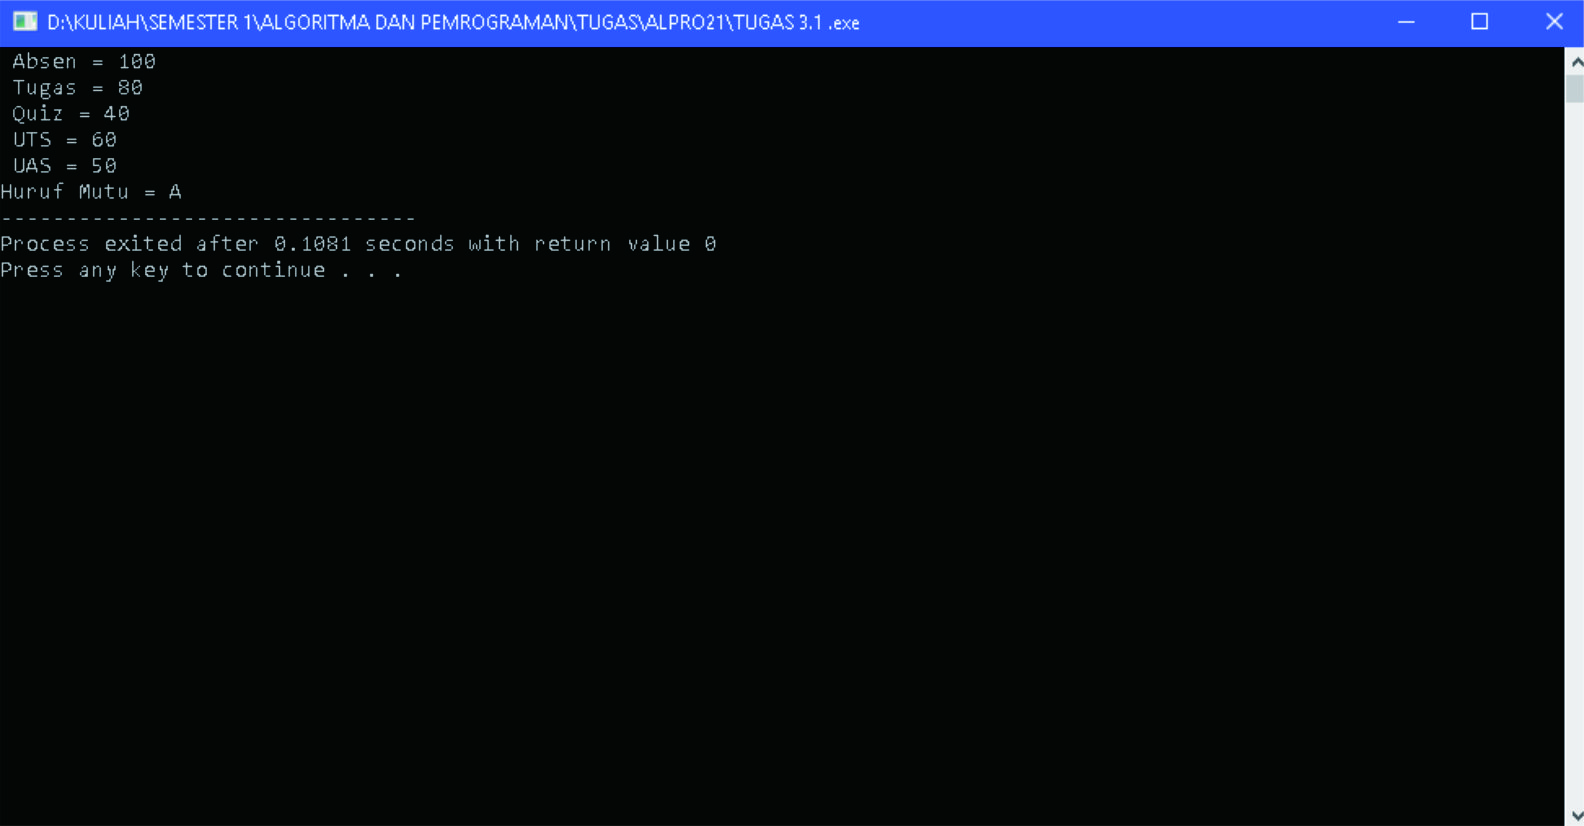 D:\KULIAH\SEMESTER 1\ALGORITMA DAN PEMROGRAMAN\TUGAS\ALPRO21\TUGAS 3.1 .exe
Absen = 100
Tugas = 80
Quiz = 40
UTS = 60
UAS = 50
Huruf Mutu = A
--------------------------------
Process exited after 0.1081 seconds with return value 0
Press any key to continue . . .